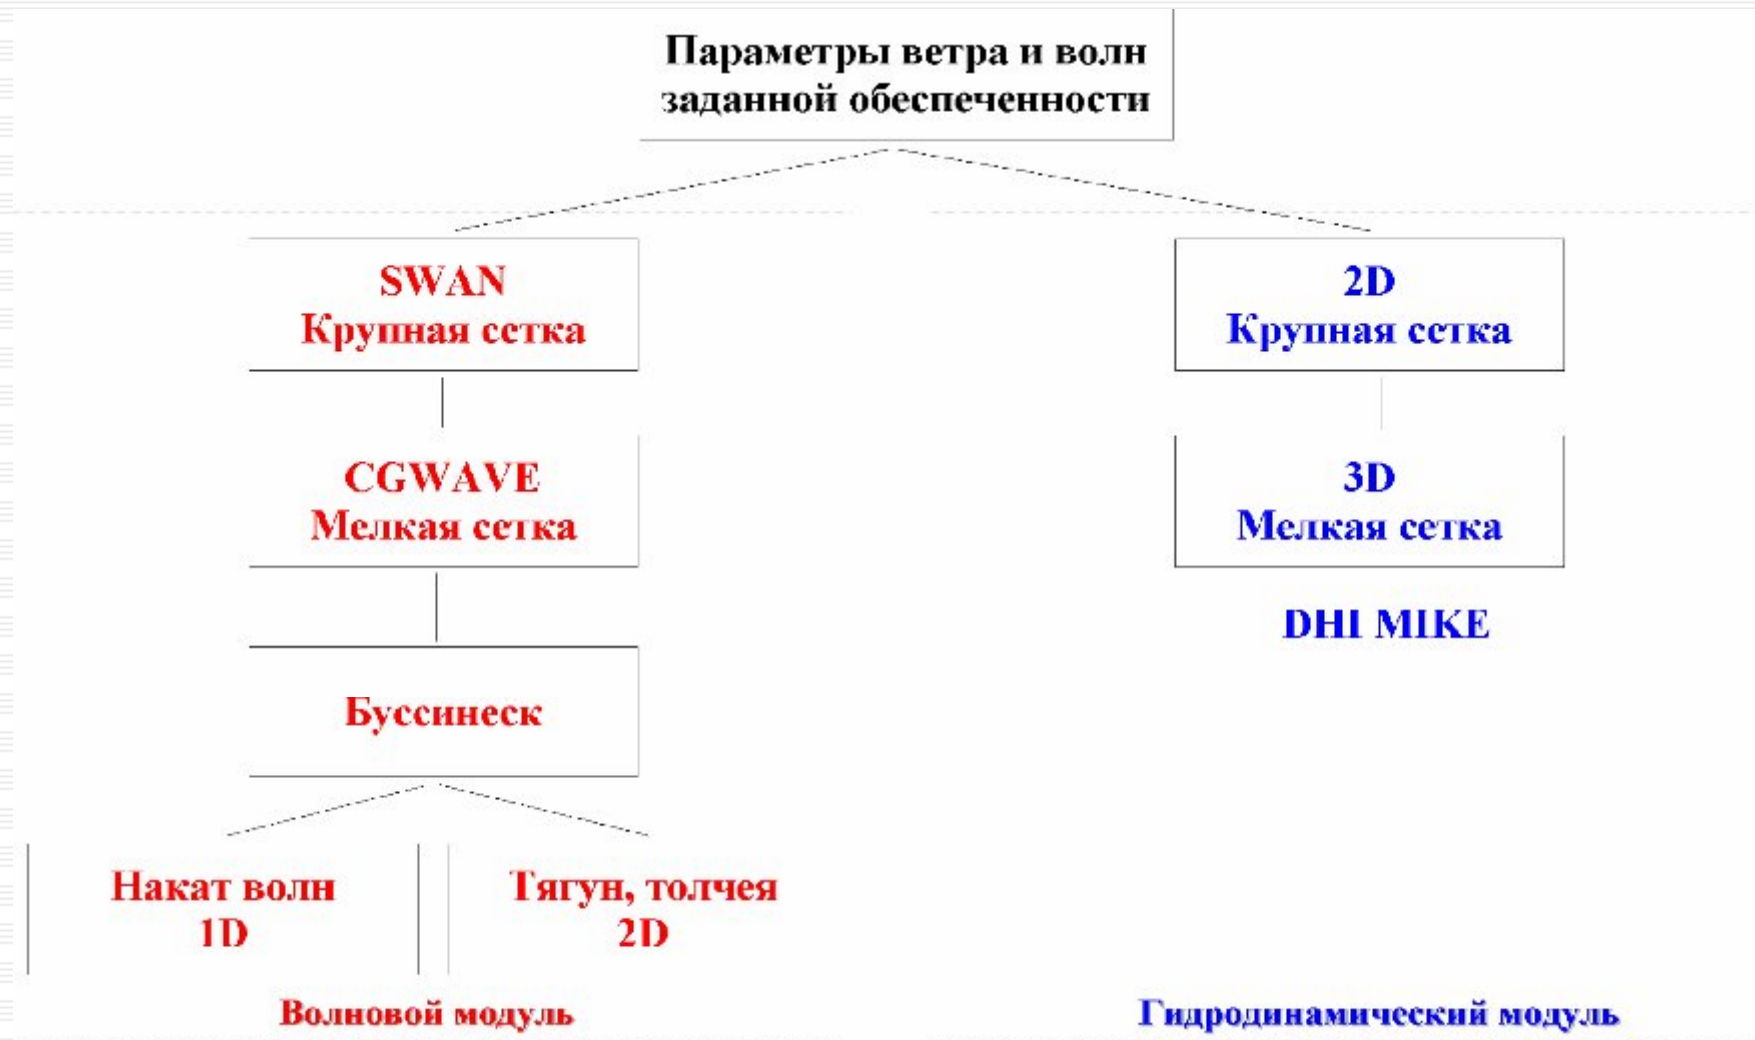 Параметры ветра и волн
заданной обеспеченности
SWAN
Крупная сетка
2D
Крупная сетка
CGWAVE
Мелкая сетка
3D
Мелкая сетка
DHI MIKE
Буссинеск
Накат волн
1D
Тягун, толчея
2D
Волновой модуль
Гидродинамический модуль